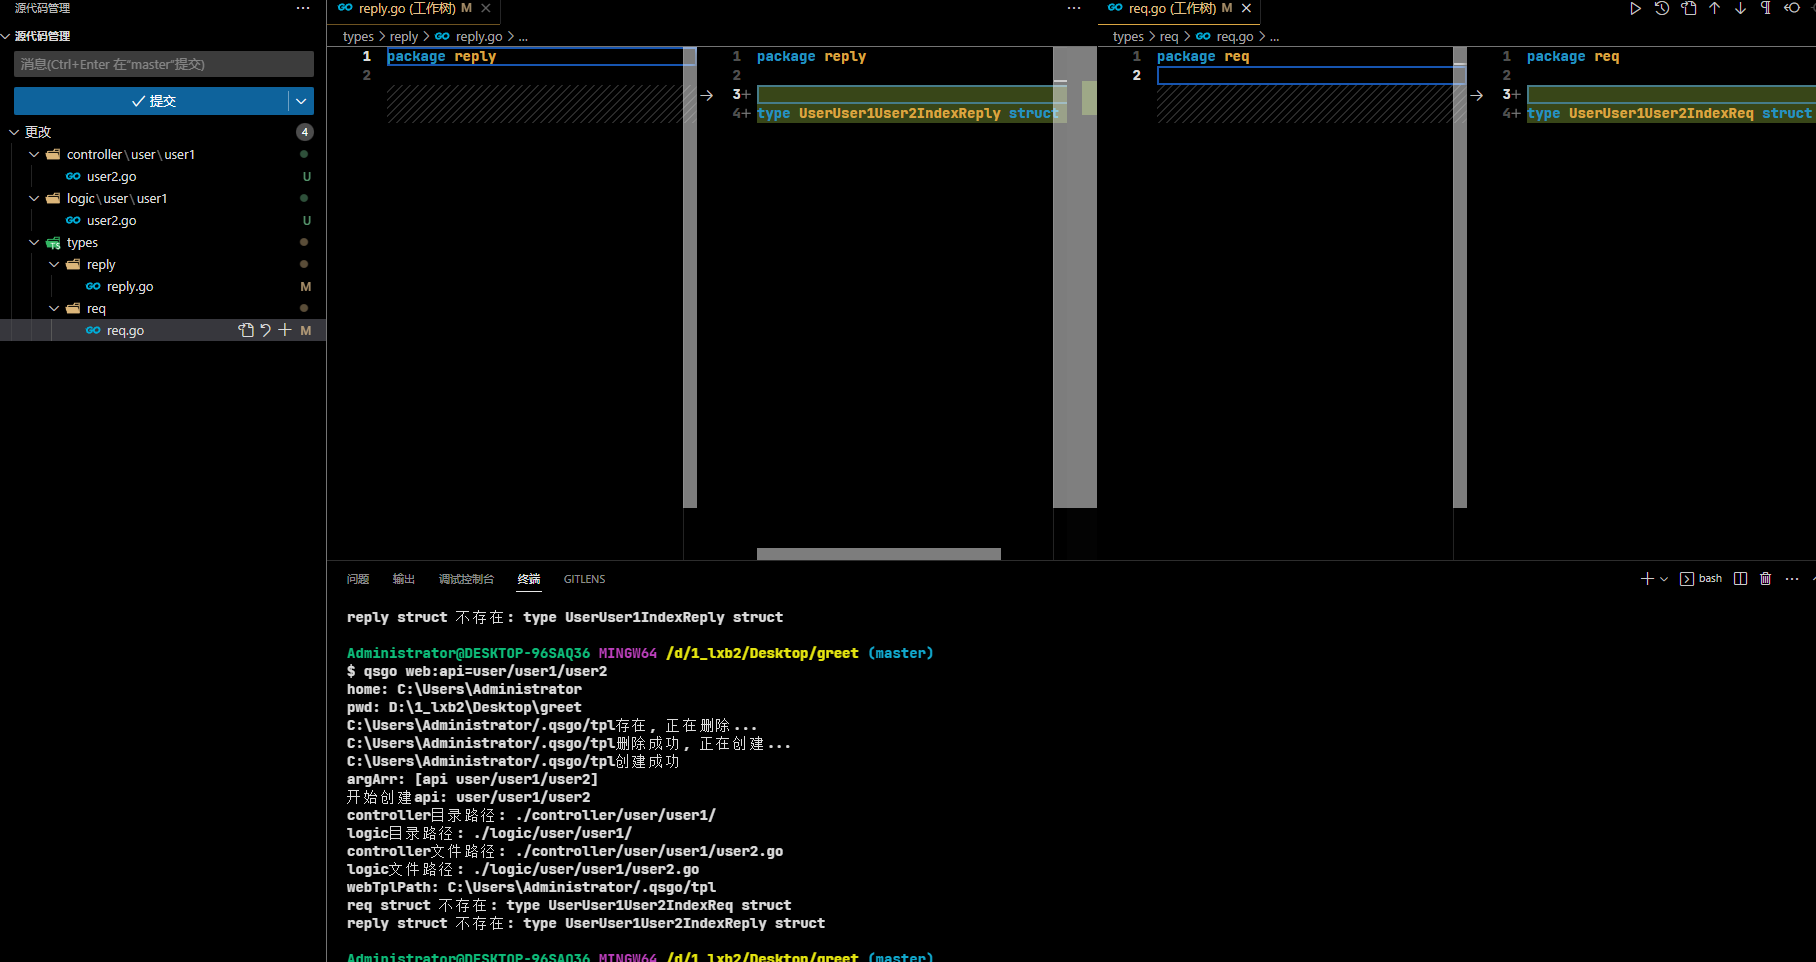 源代码管理
源代码管理
消息(Ctrl+Enter 在"master"提交)
提交
更改 4
controller\user\user1
user2.go U
logic\user\user1
user2.go U
types
reply
reply.go M
req
req.go M
reply.go (工作树) M
types > reply > reply.go > ...
1 package reply
2
1 package reply
2
3+
4+ type UserUser1User2IndexReply struct
req.go (工作树) M
types > req > req.go > ...
1 package req
2
1 package req
2
3+
4+ type UserUser1User2IndexReq struct
问题 输出 调试控制台 终端 GITLENS
bash
reply struct 不存在: type UserUser1IndexReply struct
Administrator@DESKTOP-96SAQ36 MINGW64 /d/1_lxb2/Desktop/greet (master)
$ qsgo web:api=user/user1/user2
home: C:\Users\Administrator
pwd: D:\1_lxb2\Desktop\greet
C:\Users\Administrator/.qsgo/tpl存在, 正在删除...
C:\Users\Administrator/.qsgo/tpl删除成功, 正在创建...
C:\Users\Administrator/.qsgo/tpl创建成功
argArr: [api user/user1/user2]
开始创建api: user/user1/user2
controller目录路径: ./controller/user/user1/
logic目录路径: ./logic/user/user1/
controller文件路径: ./controller/user/user1/user2.go
logic文件路径: ./logic/user/user1/user2.go
webTplPath: C:\Users\Administrator/.qsgo/tpl
req struct 不存在: type UserUser1User2IndexReq struct
reply struct 不存在: type UserUser1User2IndexReply struct
Administrator@DESKTOP-96SAQ36 MINGW64 /d/1_lxb2/Desktop/greet (master)